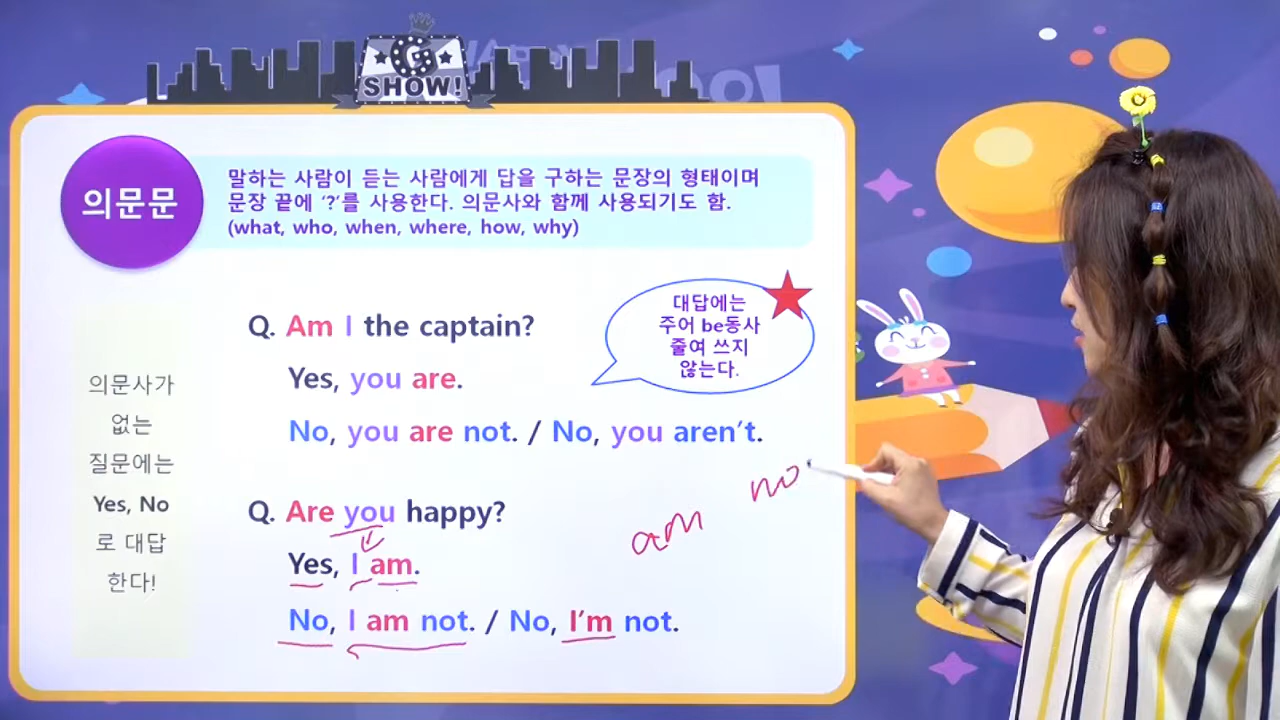 G
SHOW!
의문문
말하는 사람이 듣는 사람에게 답을 구하는 문장의 형태이며
문장 끝에 '?'를 사용한다. 의문사와 함께 사용되기도 함.
(what, who, when, where, how, why)
대답에는
주어 be동사
줄여 쓰지
않는다.
의문사가
없는
질문에는
Yes, No
로 대답
한다!
Q. Am I the captain?
Yes, you are.
No, you are not. / No, you aren't.
Q. Are you happy?
Yes, I am.
No, I am not. / No, I'm not.
am
no